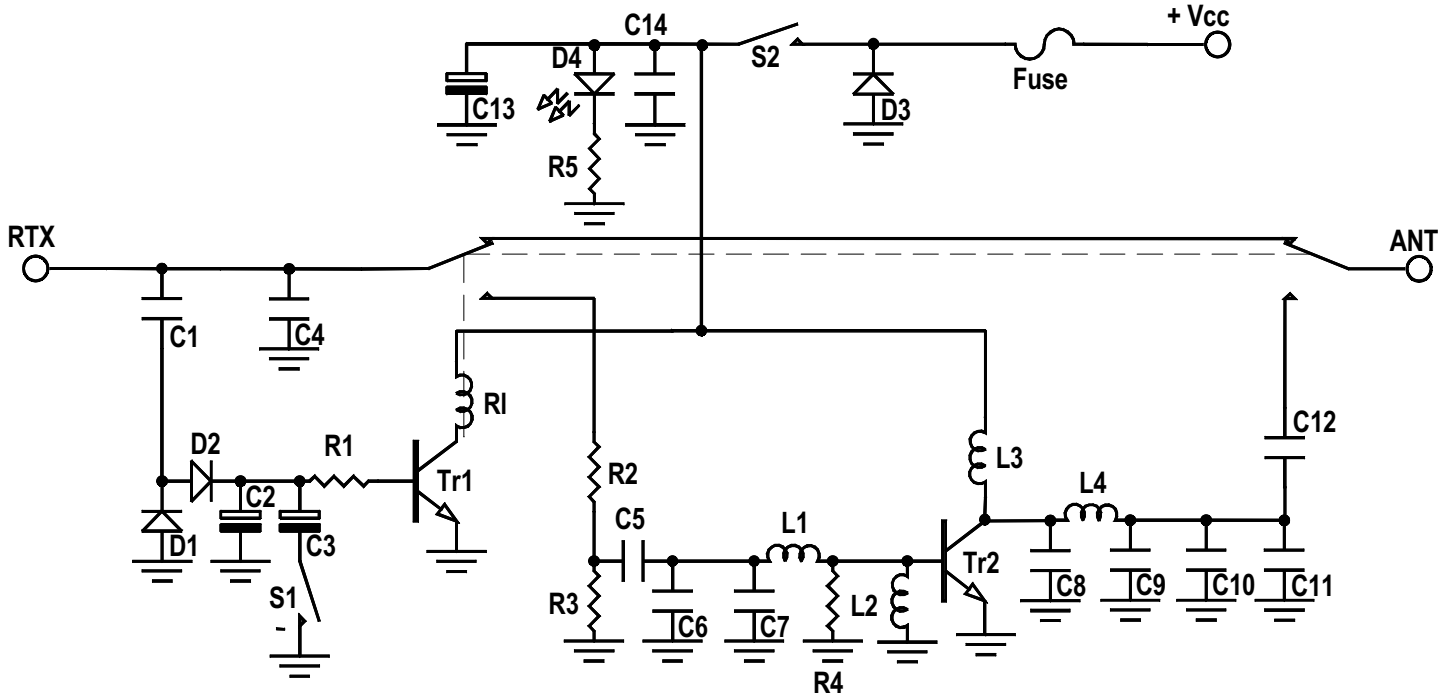 + Vcc
C14
D4
S2
Fuse
C13
D3
R5
RTX
ANT
C1
C4
Rl
C12
D2
R1
L3
Tr1
R2
L4
C2
C5
L1
D1
C3
Tr2
C8
C9
C10
C11
S1
-
R3
L2
C6
C7
R4